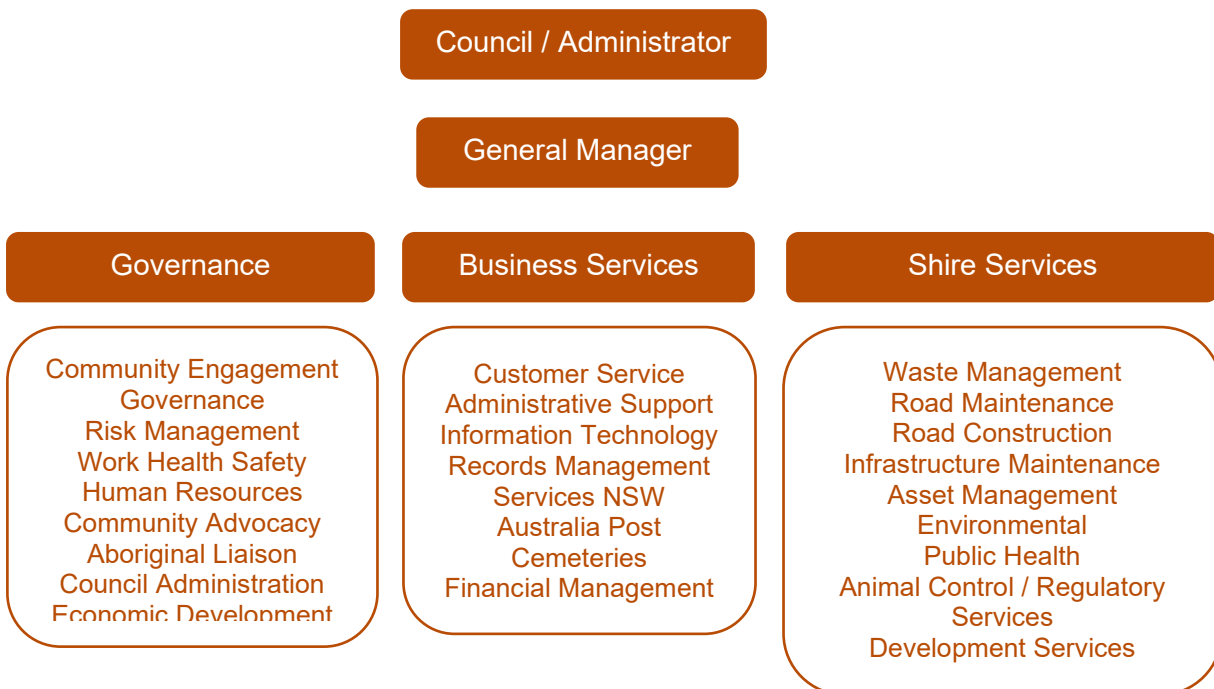 Council / Administrator
General Manager
Governance
Business Services
Shire Services
Community Engagement
Governance
Risk Management
Work Health Safety
Human Resources
Community Advocacy
Aboriginal Liaison
Council Administration
Economic Development
Customer Service
Administrative Support
Information Technology
Records Management
Services NSW
Australia Post
Cemeteries
Financial Management
Waste Management
Road Maintenance
Road Construction
Infrastructure Maintenance
Asset Management
Environmental
Public Health
Animal Control / Regulatory
Services
Development Services